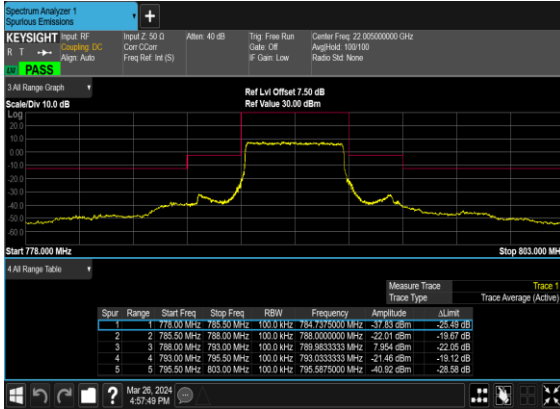 Spectrum Analyzer 1
Spurious Emissions
+
KEYSIGHT Input: RF Input Z: 50 Ω Atten: 40 dB Trig: Free Run Center Freq: 22.005000000 GHz
R T Coupling: DC Corr CCorr Gate: Off Avg|Hold: 100/100
Align: Auto Freq Ref: Int (S) IF Gain: Low Radio Std: None
PASS
3 All Range Graph
Ref Lvl Offset 7.50 dB
Scale/Div 10.0 dB Ref Value 30.00 dBm
Log
20.0
10.0
0.00
-10.0
-20.0
-30.0
-40.0
-50.0
-60.0
Start 778.000 MHz Stop 803.000 MH
4 All Range Table
Measure Trace Trace 1
Trace Type Trace Average (Active)
Spur Range Start Freq Stop Freq RBW Frequency Amplitude ΔLimit
1 1 778.00 MHz 785.50 MHz 100.0 kHz 784.7375000 MHz -37.83 dBm -25.49 dB
2 2 785.50 MHz 788.00 MHz 100.0 kHz 788.0000000 MHz -22.01 dBm -19.67 dB
3 3 788.00 MHz 793.00 MHz 100.0 kHz 789.9833333 MHz 7.954 dBm -22.05 dB
4 4 793.00 MHz 795.50 MHz 100.0 kHz 793.0333333 MHz -21.46 dBm -19.12 dB
5 5 795.50 MHz 803.00 MHz 100.0 kHz 795.5875000 MHz -40.92 dBm -28.58 dB
?
Mar 26, 2024
4:57:49 PM